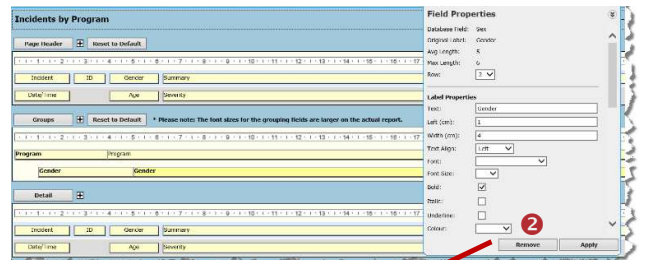 Incidents by Program
Page Header
Reset to Default
Incident ID Gender Summary
Date/Time Age Severity
Groups
Reset to Default
* Please note: The font sizes for the grouping fields are larger on the actual report.
Program Program
Gender Gender
Detail
Incident ID Gender Summary
Date/Time Age Severity
Field Properties
Database Field: Sex
Original Label: Gender
Avg Length: 5
Max Length: 6
Row: 2
Label Properties
Text: Gender
Left (cm): 1
Width (cm): 4
Text Align: Left
Font:
Font Size:
Bold:
Italic:
Underline:
Colour:
2
Remove Apply